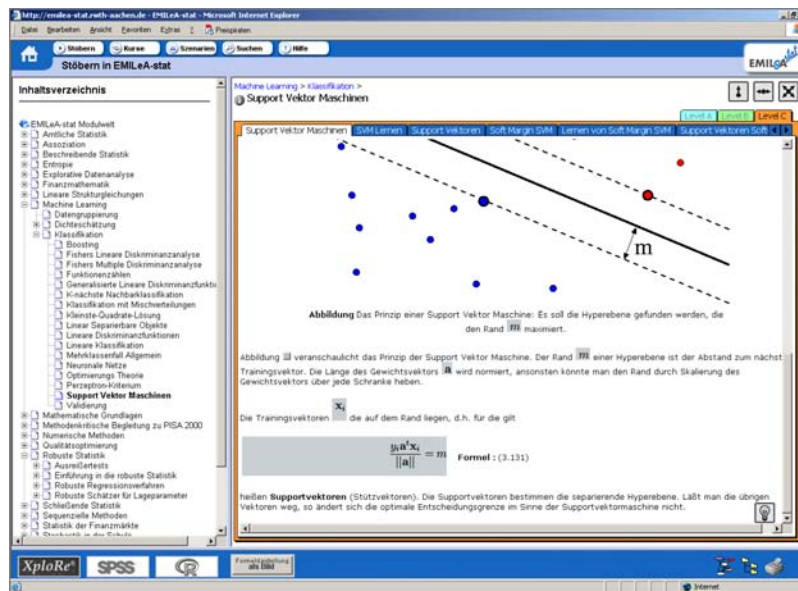 http://emilea-stat.rwth-aachen.de - EMILeA-stat - Microsoft Internet Explorer
Datei Bearbeiten Ansicht Favoriten Extras ? Preispiraten
Stöbern Kurse Szenarien Suchen Hilfe
Stöbern in EMILeA-stat
EMILeA stat
Inhaltsverzeichnis
EMILeA-stat Modulwelt
Amtliche Statistik
Assoziation
Beschreibende Statistik
Entropie
Explorative Datenanalyse
Finanzmathematik
Lineare Strukturgleichungen
Machine Learning
Datengruppierung
Dichteschätzung
Klassifikation
Boosting
Fishers Lineare Diskriminanzanalyse
Fishers Multiple Diskriminanzanalyse
Funktionenzählen
Generalisierte Lineare Diskriminanzfunktio
K-nächste Nachbarklassifikation
Klassifikation mit Mischverteilungen
Kleinste-Quadrate-Lösung
Linear Separierbare Objekte
Lineare Diskriminanzfunktionen
Lineare Klassifikation
Mehrklassenfall Allgemein
Neuronale Netze
Optimierungs Theorie
Perzeptron-Kriterium
Support Vektor Maschinen
Validierung
Mathematische Grundlagen
Methodenkritische Begleitung zu PISA 2000
Numerische Methoden
Qualitätsoptimierung
Robuste Statistik
Ausreißertests
Einführung in die robuste Statistik
Robuste Regressionsverfahren
Robuste Schätzer für Lageparameter
Schließende Statistik
Sequenzielle Methoden
Statistik der Finanzmärkte
Stochastik in der Schule
Machine Learning > Klassifikation >
Support Vektor Maschinen
Level A Level B Level C
Support Vektor Maschinen SVM Lernen Support Vektoren Soft Margin SVM Lernen von Soft Margin SVM Support Vektoren Soft
m
Abbildung Das Prinzip einer Support Vektor Maschine: Es soll die Hyperebene gefunden werden, die
den Rand m maximiert.
Abbildung veranschaulicht das Prinzip der Support Vektor Maschine. Der Rand m einer Hyperebene ist der Abstand zum nächst
Trainingsvektor. Die Länge des Gewichtsvektors a wird normiert, ansonsten könnte man den Rand durch Skalierung des
Gewichtsvektors über jede Schranke heben.
Die Trainingsvektoren xᵢ die auf dem Rand liegen, d.h. für die gilt
yᵢaᵗxᵢ / ||a|| = m Formel : (3.131)
heißen Supportvektoren (Stützvektoren). Die Supportvektoren bestimmen die separierende Hyperebene. Läßt man die übrigen
Vektoren weg, so ändert sich die optimale Entscheidungsgrenze im Sinne der Supportvektormaschine nicht.
XploRe SPSS R Formeldarstellung als Bild
Internet